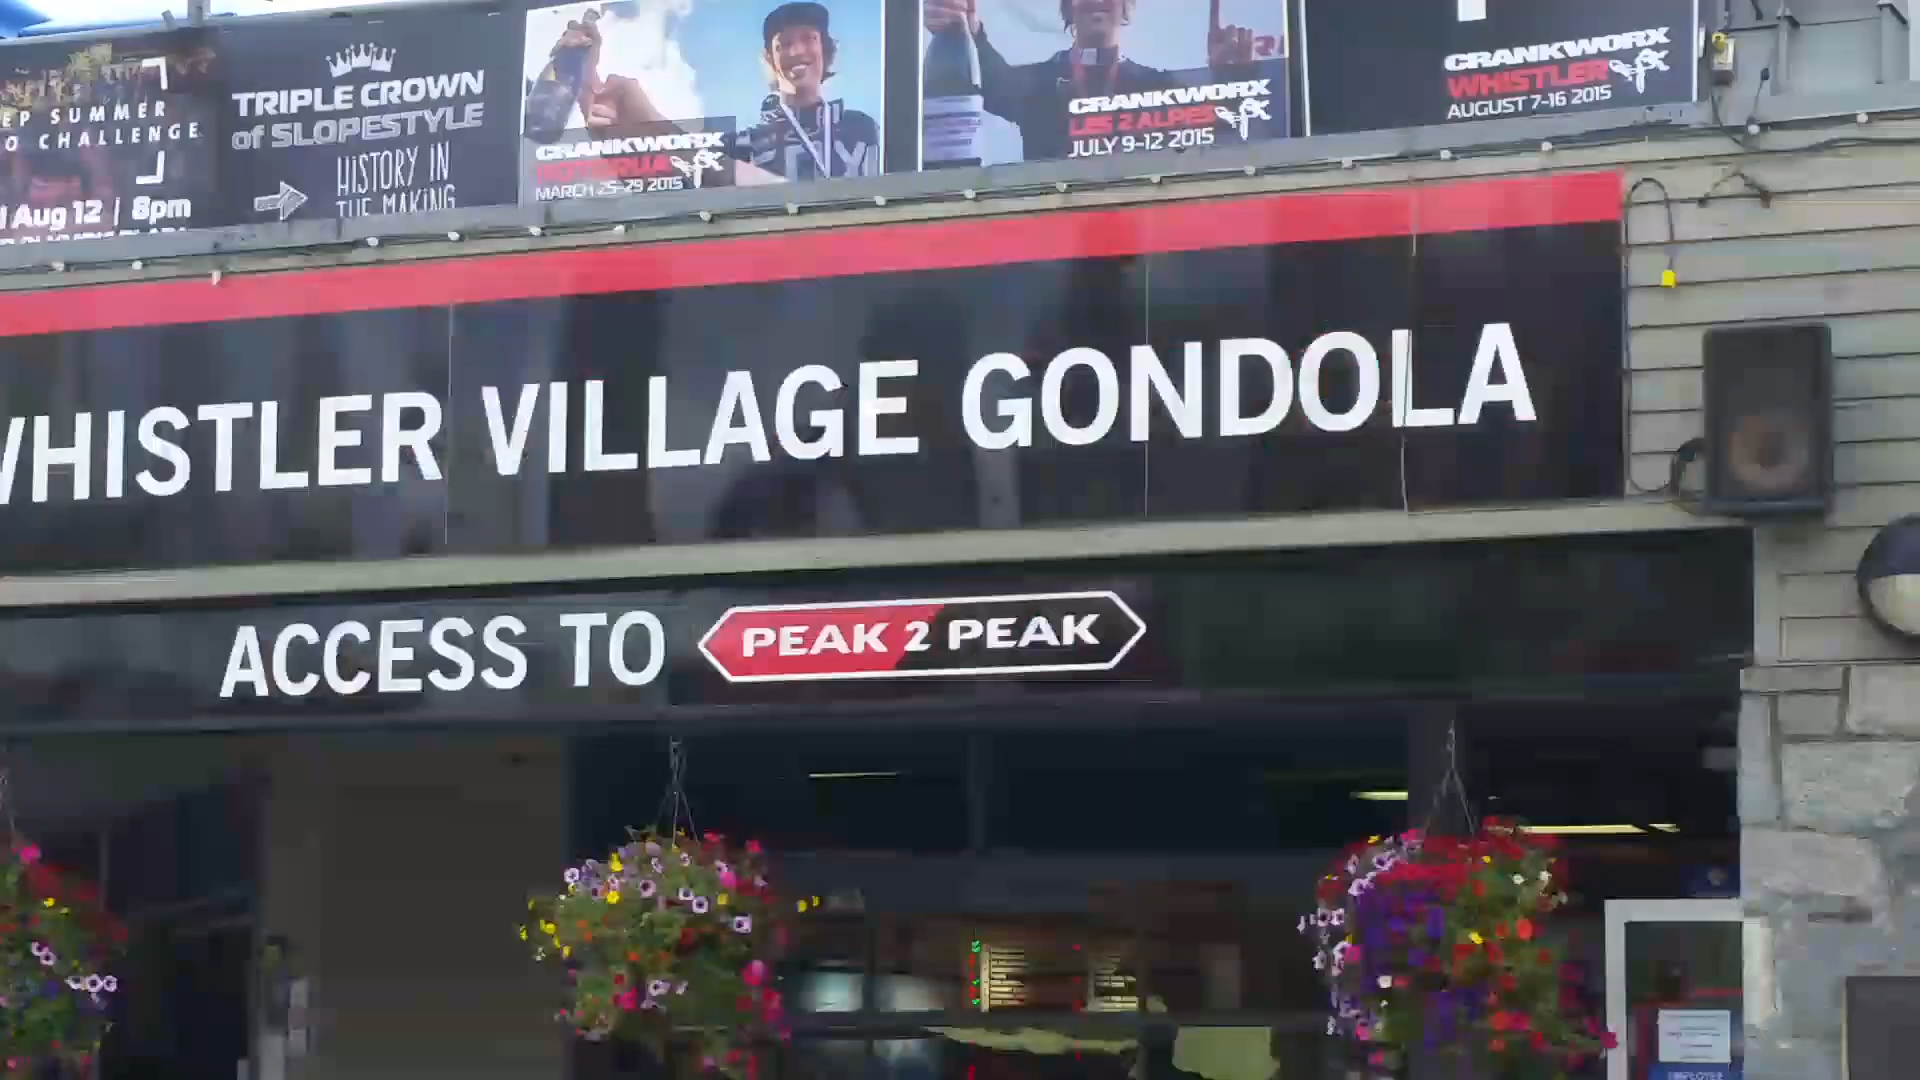 EP SUMMER
O CHALLENGE
Aug 12 | 8pm
TRIPLE CROWN
of SLOPESTYLE
HISTORY IN
THE MAKING
CRANKWORX
ROTORUA
MARCH 25-29 2015
CRANKWORX
LES 2 ALPES
JULY 9-12 2015
CRANKWORX
WHISTLER
AUGUST 7-16 2015
WHISTLER VILLAGE GONDOLA
ACCESS TO PEAK 2 PEAK
EMPLOYEE